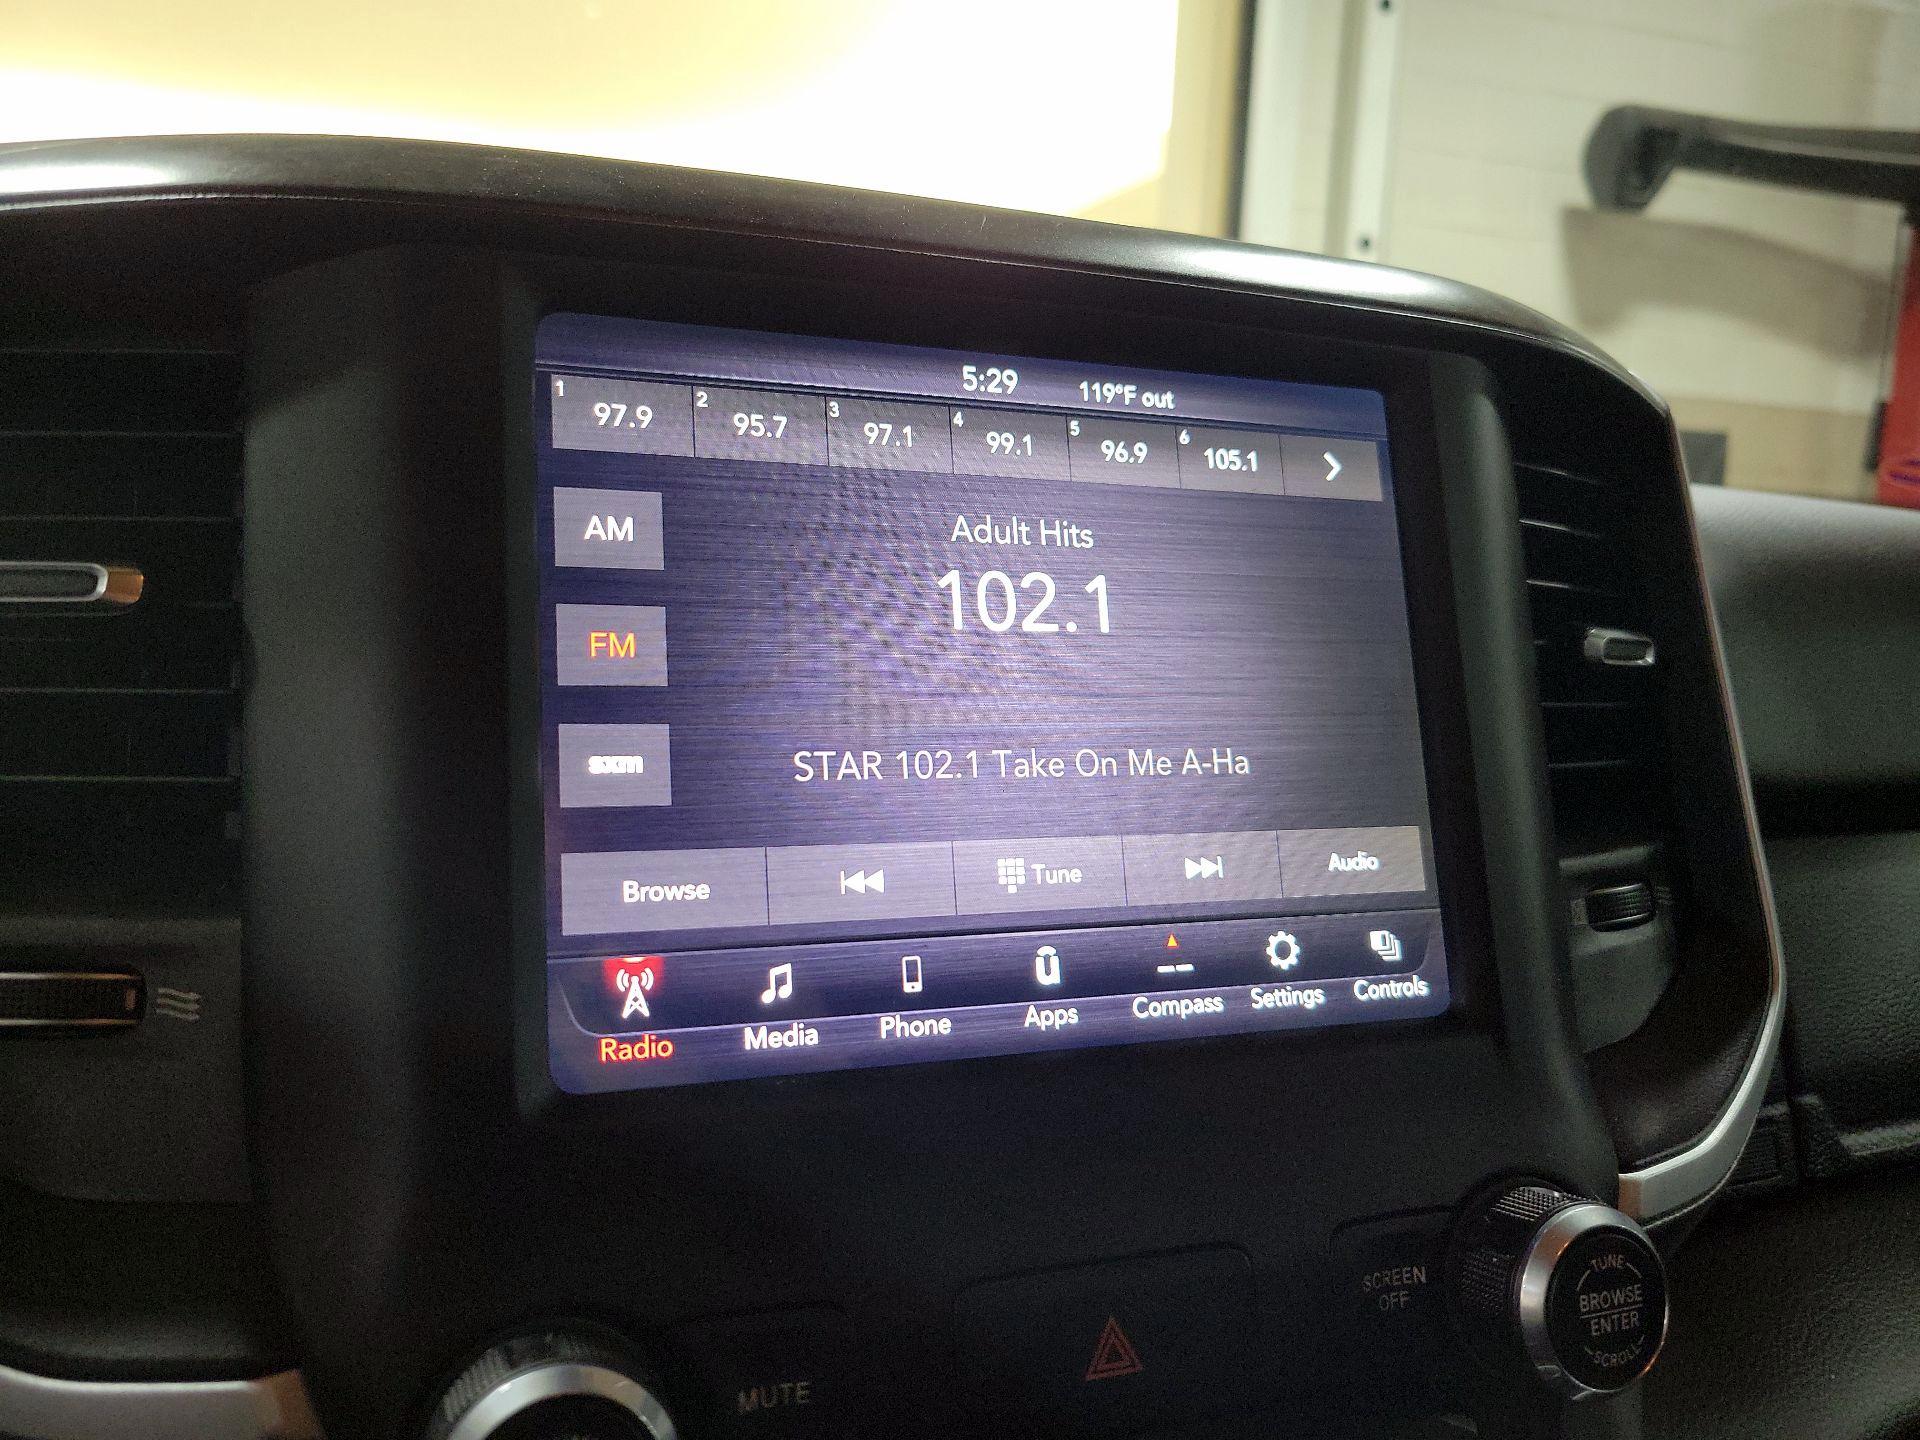 5:29 119°F out
1 97.9 2 95.7 3 97.1 4 99.1 5 96.9 6 105.1
AM
Adult Hits
102.1
FM
sxm
STAR 102.1 Take On Me A-Ha
Browse Tune Audio
Radio Media Phone Apps Compass Settings Controls
SCREEN
OFF
TUNE
BROWSE
ENTER
SCROLL
MUTE